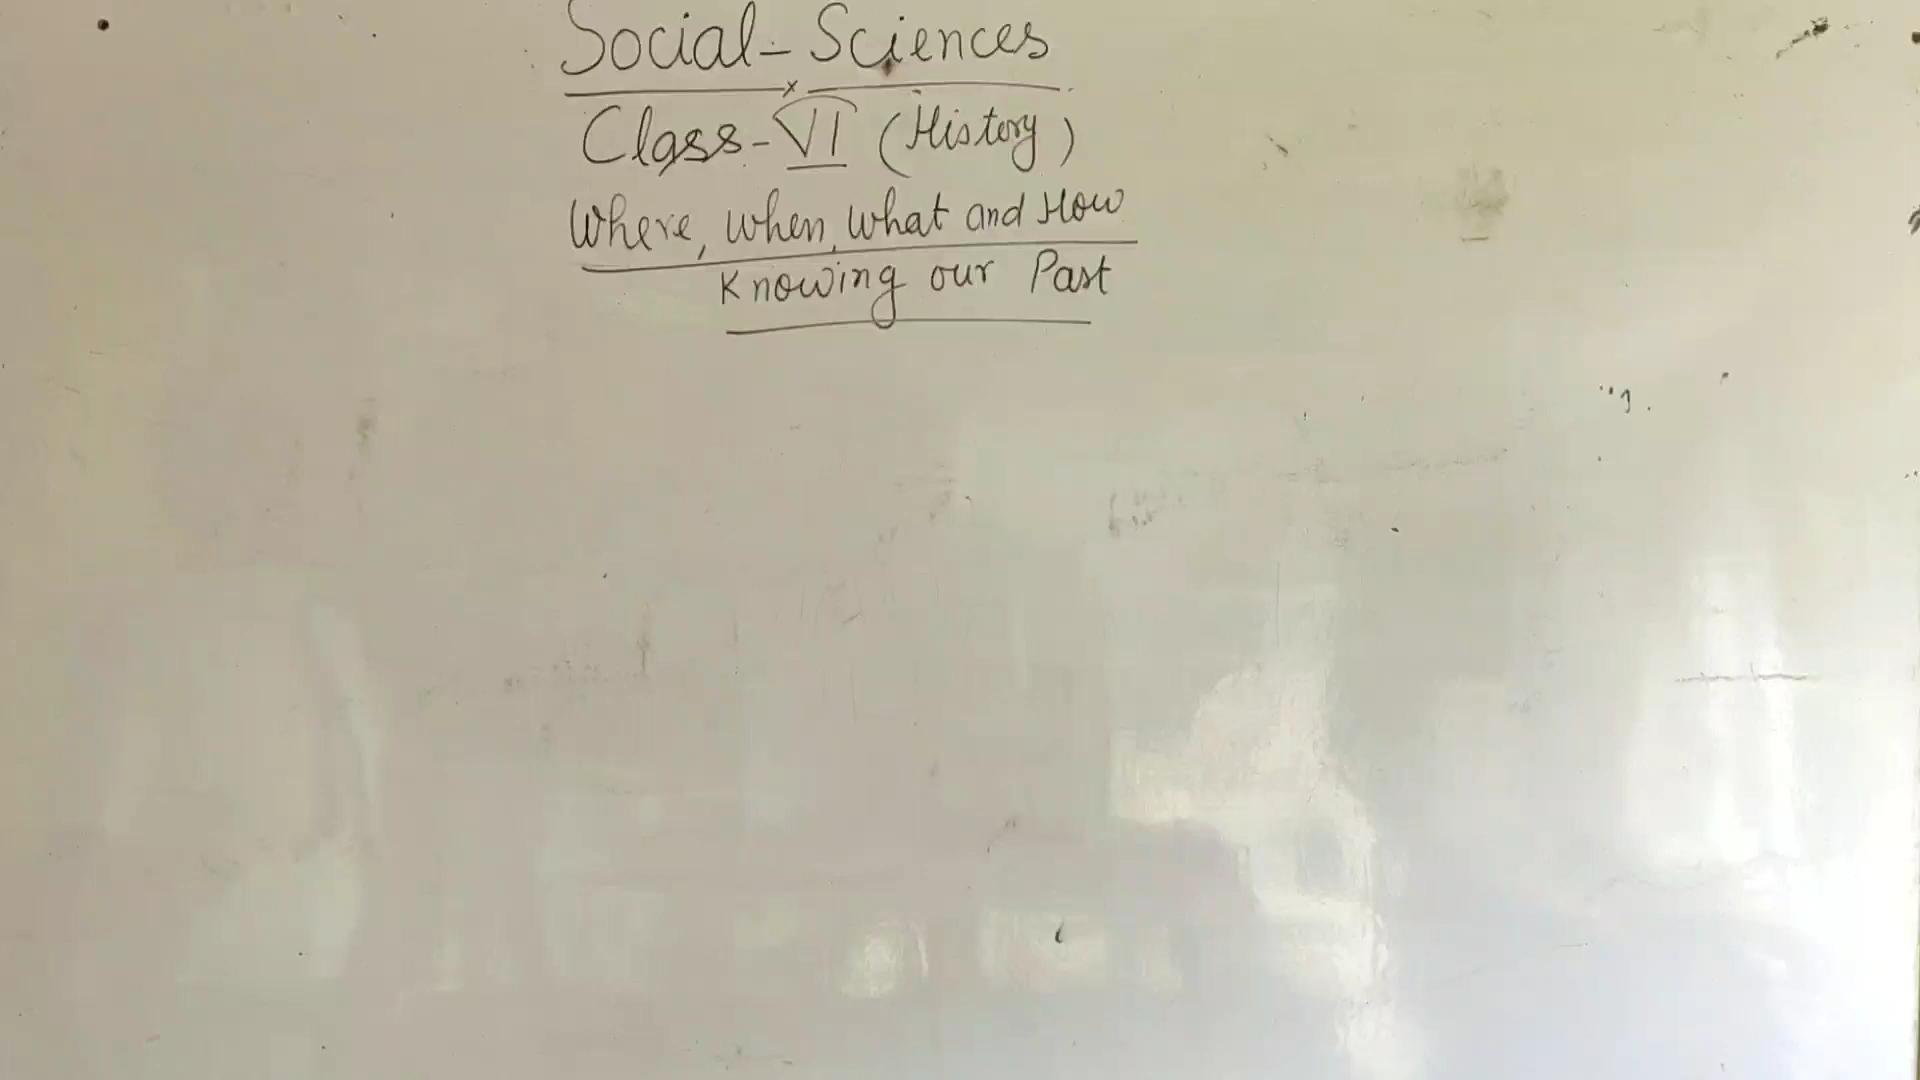 Social-Sciences
Class-VI (History)
Where, When, What and How
Knowing our Past